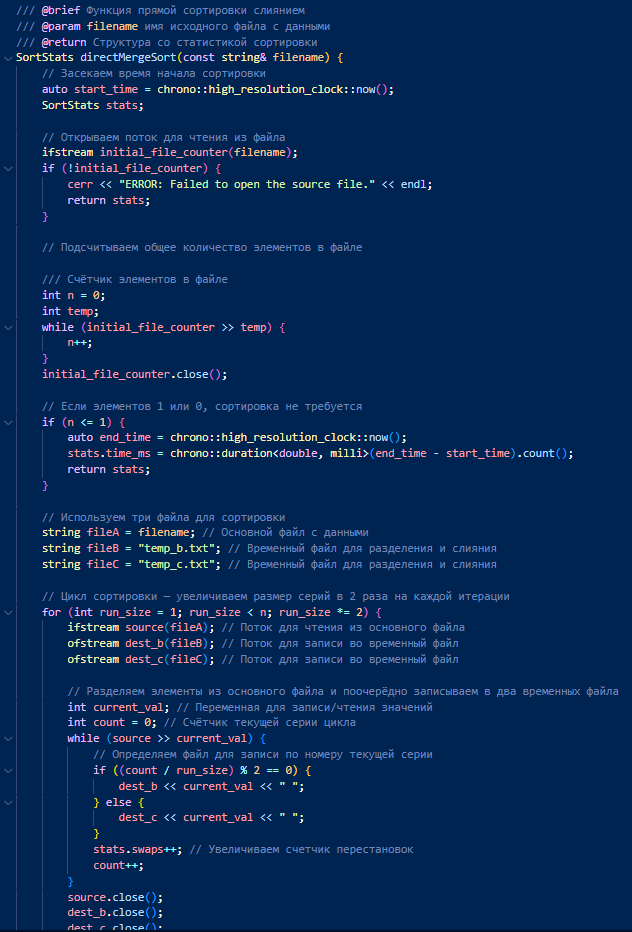 /// @brief Функция прямой сортировки слиянием
/// @param filename имя исходного файла с данными
/// @return Структура со статистикой сортировки
SortStats directMergeSort(const string& filename) {
    // Засекаем время начала сортировки
    auto start_time = chrono::high_resolution_clock::now();
    SortStats stats;

    // Открываем поток для чтения из файла
    ifstream initial_file_counter(filename);
    if (!initial_file_counter) {
        cerr << "ERROR: Failed to open the source file." << endl;
        return stats;
    }

    // Подсчитываем общее количество элементов в файле

    /// Счётчик элементов в файле
    int n = 0;
    int temp;
    while (initial_file_counter >> temp) {
        n++;
    }
    initial_file_counter.close();

    // Если элементов 1 или 0, сортировка не требуется
    if (n <= 1) {
        auto end_time = chrono::high_resolution_clock::now();
        stats.time_ms = chrono::duration<double, milli>(end_time - start_time).count();
        return stats;
    }

    // Используем три файла для сортировки
    string fileA = filename; // Основной файл с данными
    string fileB = "temp_b.txt"; // Временный файл для разделения и слияния
    string fileC = "temp_c.txt"; // Временный файл для разделения и слияния

    // Цикл сортировки — увеличиваем размер серий в 2 раза на каждой итерации
    for (int run_size = 1; run_size < n; run_size *= 2) {
        ifstream source(fileA); // Поток для чтения из основного файла
        ofstream dest_b(fileB); // Поток для записи во временный файл
        ofstream dest_c(fileC); // Поток для записи во временный файл

        // Разделяем элементы из основного файла и поочерёдно записываем в два временных файла
        int current_val; // Переменная для записи/чтения значений
        int count = 0; // Счётчик текущей серии цикла
        while (source >> current_val) {
            // Определяем файл для записи по номеру текущей серии
            if ((count / run_size) % 2 == 0) {
                dest_b << current_val << " ";
            } else {
                dest_c << current_val << " ";
            }
            stats.swaps++; // Увеличиваем счетчик перестановок
            count++;
        }
        source.close();
        dest_b.close();
        dest_c.close();